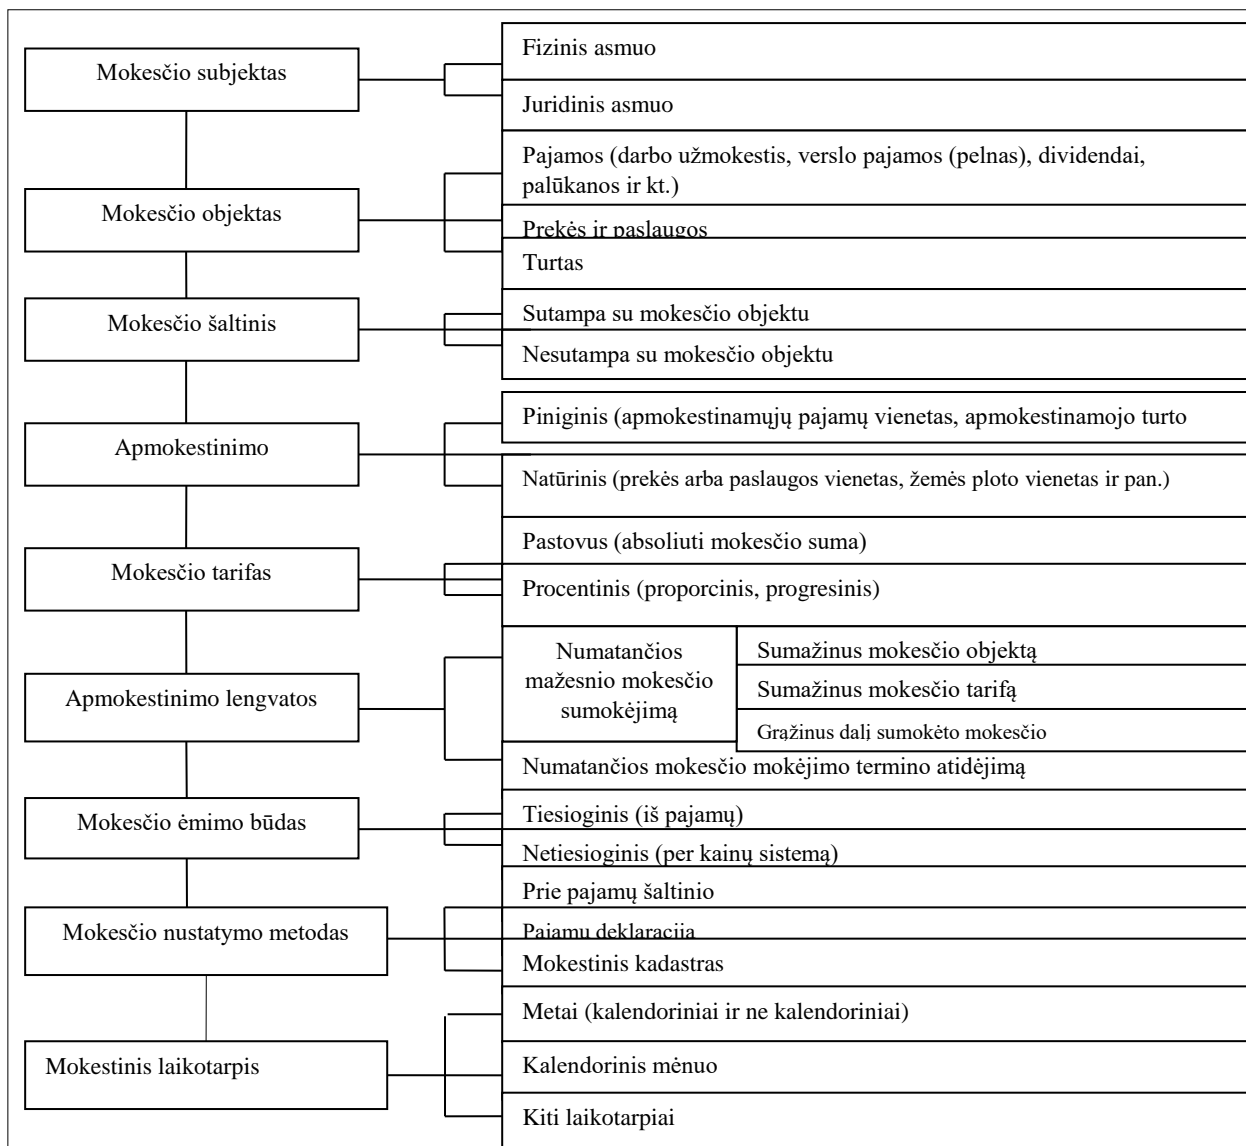 Mokesčio subjektas
Fizinis asmuo
Juridinis asmuo
Mokesčio objektas
Pajamos (darbo užmokestis, verslo pajamos (pelnas), dividendai,
palūkanos ir kt.)
Prekės ir paslaugos
Turtas
Mokesčio šaltinis
Sutampa su mokesčio objektu
Nesutampa su mokesčio objektu
Apmokestinimo
Piniginis (apmokestinamųjų pajamų vienetas, apmokestinamojo turto
Natūrinis (prekės arba paslaugos vienetas, žemės ploto vienetas ir pan.)
Mokesčio tarifas
Pastovus (absoliuti mokesčio suma)
Procentinis (proporcinis, progresinis)
Apmokestinimo lengvatos
Numatančios
mažesnio mokesčio
sumokėjimą
Sumažinus mokesčio objektą
Sumažinus mokesčio tarifą
Grąžinus dalį sumokėto mokesčio
Numatančios mokesčio mokėjimo termino atidėjimą
Mokesčio ėmimo būdas
Tiesioginis (iš pajamų)
Netiesioginis (per kainų sistemą)
Mokesčio nustatymo metodas
Prie pajamų šaltinio
Pajamų deklaracija
Mokestinis kadastras
Mokestinis laikotarpis
Metai (kalendoriniai ir ne kalendoriniai)
Kalendorinis mėnuo
Kiti laikotarpiai